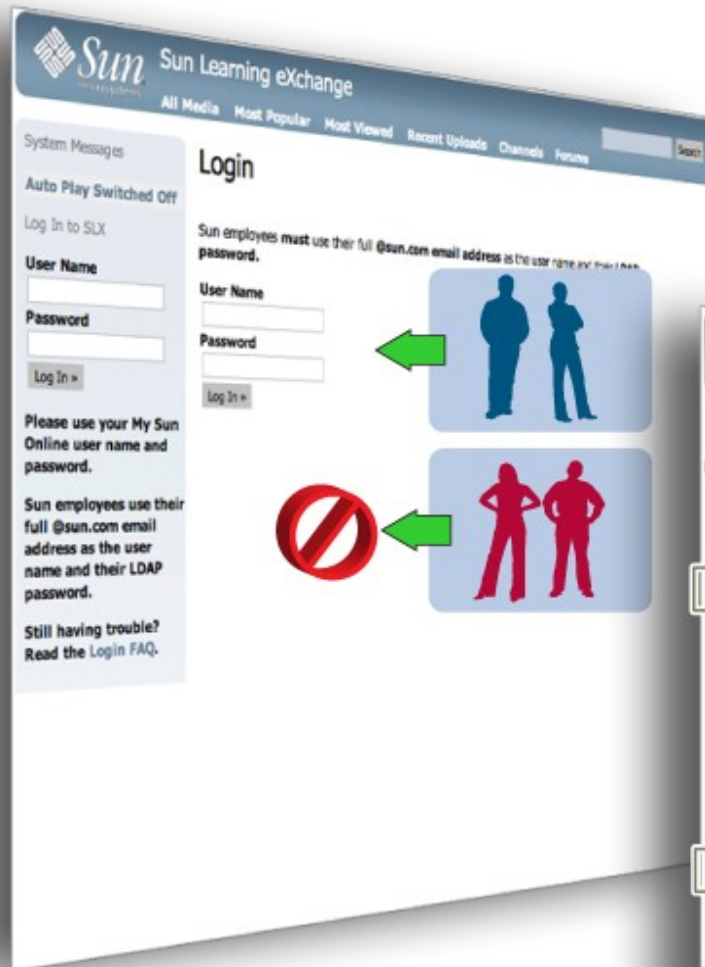 Sun
microsystems
Sun Learning eXchange
All Media Most Popular Most Viewed Recent Uploads Channels Forums
Search
System Messages
Auto Play Switched Off
Log In to SLX
User Name
Password
Log In »
Please use your My Sun
Online user name and
password.
Sun employees use their
full @sun.com email
address as the user
name and their LDAP
password.
Still having trouble?
Read the Login FAQ.
Login
Sun employees must use their full @sun.com email address as the user name and their LDAP
password.
User Name
Password
Log In »